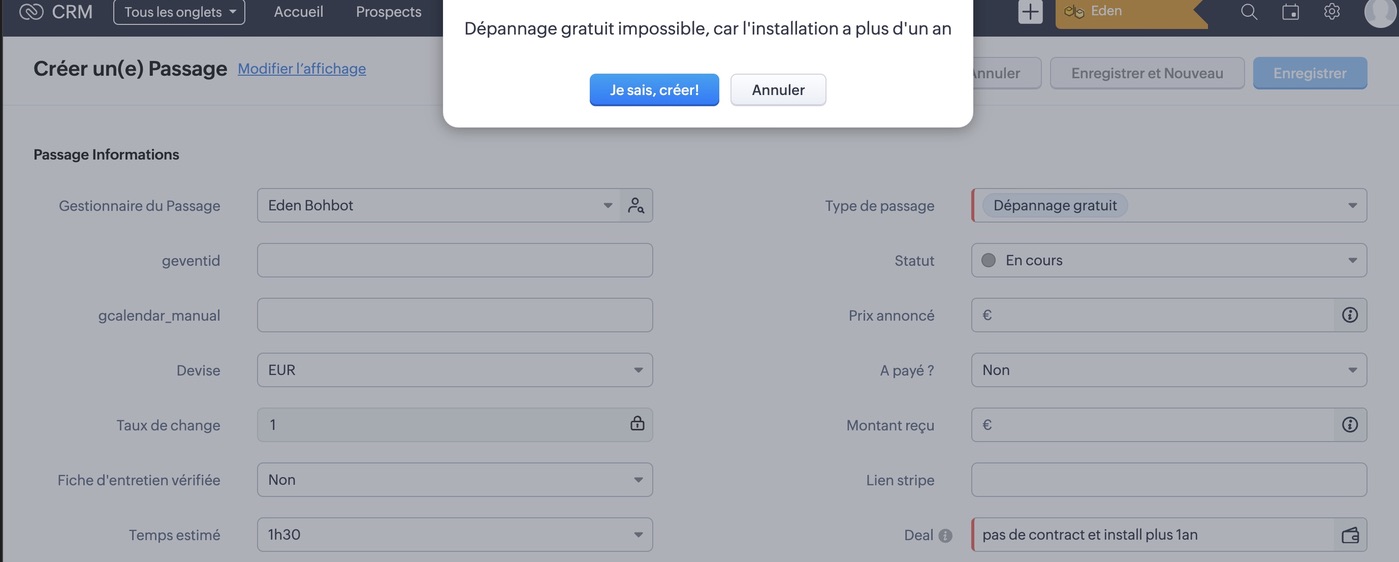 CRM Tous les onglets Accueil Prospects Eden
Dépannage gratuit impossible, car l'installation a plus d'un an
Je sais, créer! Annuler
Créer un(e) Passage Modifier l'affichage
Annuler Enregistrer et Nouveau Enregistrer
Passage Informations
Gestionnaire du Passage Eden Bohbot Type de passage Dépannage gratuit
geventid Statut En cours
gcalendar_manual Prix annoncé €
Devise EUR A payé ? Non
Taux de change 1 Montant reçu €
Fiche d'entretien vérifiée Non Lien stripe
Temps estimé 1h30 Deal pas de contract et install plus 1an